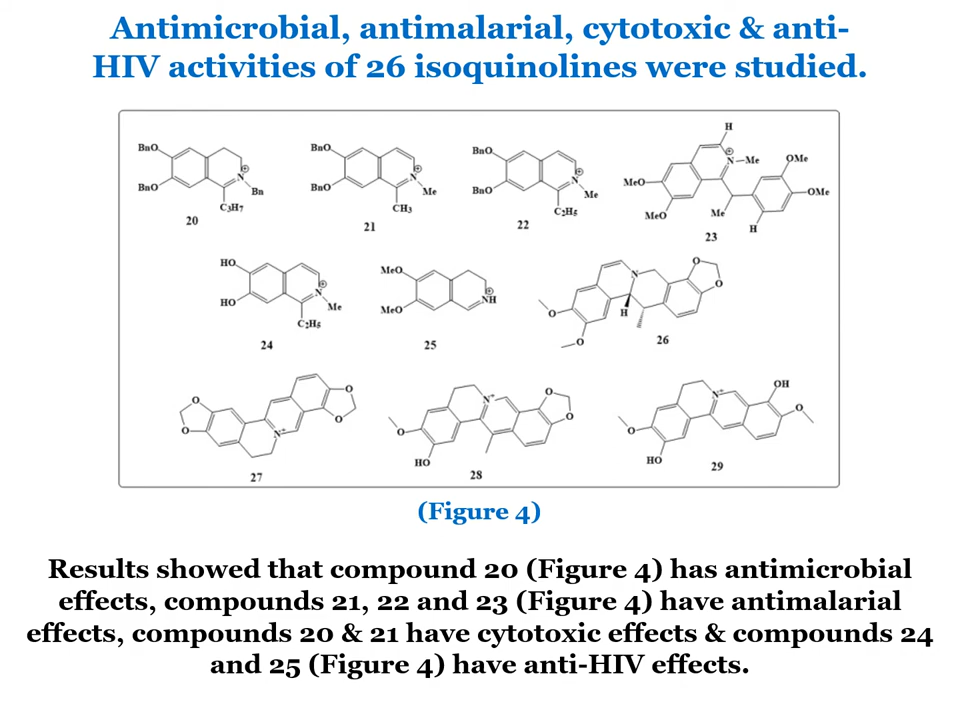 Antimicrobial, antimalarial, cytotoxic & anti-
HIV activities of 26 isoquinolines were studied.
BnO
BnO
N
⊕
Bn
C₃H₇
20
BnO
BnO
N
⊕
Me
CH₃
21
BnO
BnO
N
⊕
Me
C₂H₅
22
H
MeO
MeO
N
⊕
Me
Me
OMe
OMe
H
23
HO
HO
N
⊕
Me
C₂H₅
24
MeO
MeO
⊕
NH
25
O
O
N
H
O
O
26
O
O
N⁺
O
O
27
O
HO
N⁺
O
O
28
O
HO
N⁺
OH
O
29
(Figure 4)
Results showed that compound 20 (Figure 4) has antimicrobial
effects, compounds 21, 22 and 23 (Figure 4) have antimalarial
effects, compounds 20 & 21 have cytotoxic effects & compounds 24
and 25 (Figure 4) have anti-HIV effects.